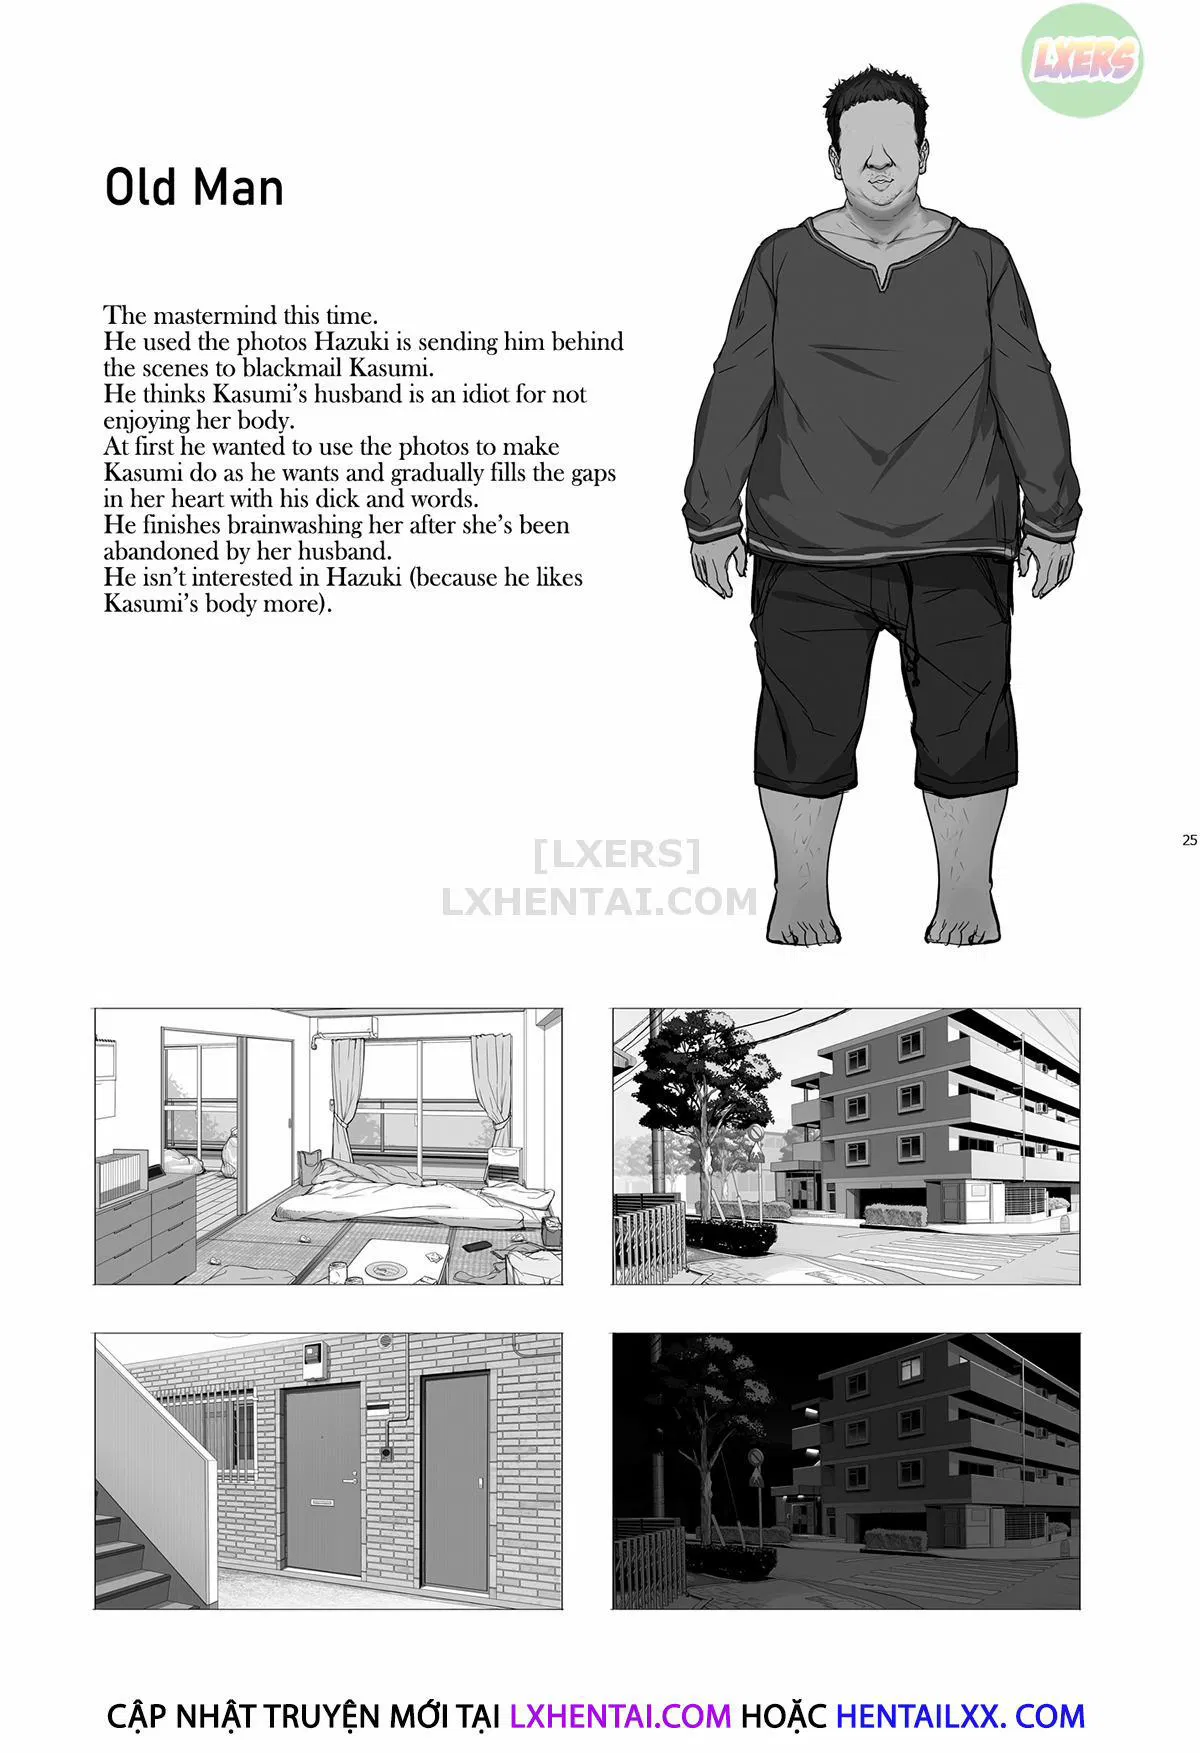 LXERS
Old Man
The mastermind this time.
He used the photos Hazuki is sending him behind
the scenes to blackmail Kasumi.
He thinks Kasumi's husband is an idiot for not
enjoying her body.
At first he wanted to use the photos to make
Kasumi do as he wants and gradually fills the gaps
in her heart with his dick and words.
He finishes brainwashing her after she's been
abandoned by her husband.
He isn't interested in Hazuki (because he likes
Kasumi's body more).
25
[LXERS]
LXHENTAI.COM
CẬP NHẬT TRUYỆN MỚI TẠI LXHENTAI.COM HOẶC HENTAILXX. COM